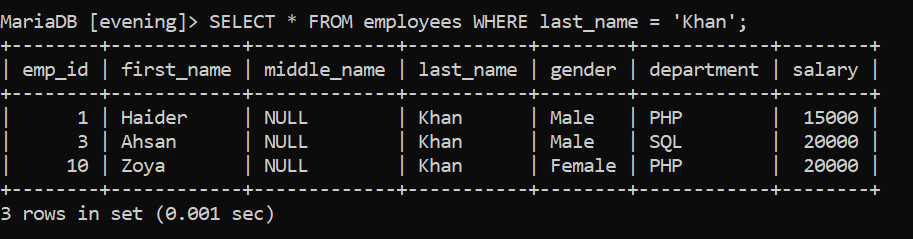 MariaDB [evening]> SELECT * FROM employees WHERE last_name = 'Khan';
+--------+------------+-------------+-----------+--------+------------+--------+
| emp_id | first_name | middle_name | last_name | gender | department | salary |
+--------+------------+-------------+-----------+--------+------------+--------+
|      1 | Haider     | NULL        | Khan      | Male   | PHP        |  15000 |
|      3 | Ahsan      | NULL        | Khan      | Male   | SQL        |  20000 |
|     10 | Zoya       | NULL        | Khan      | Female | PHP        |  20000 |
+--------+------------+-------------+-----------+--------+------------+--------+
3 rows in set (0.001 sec)